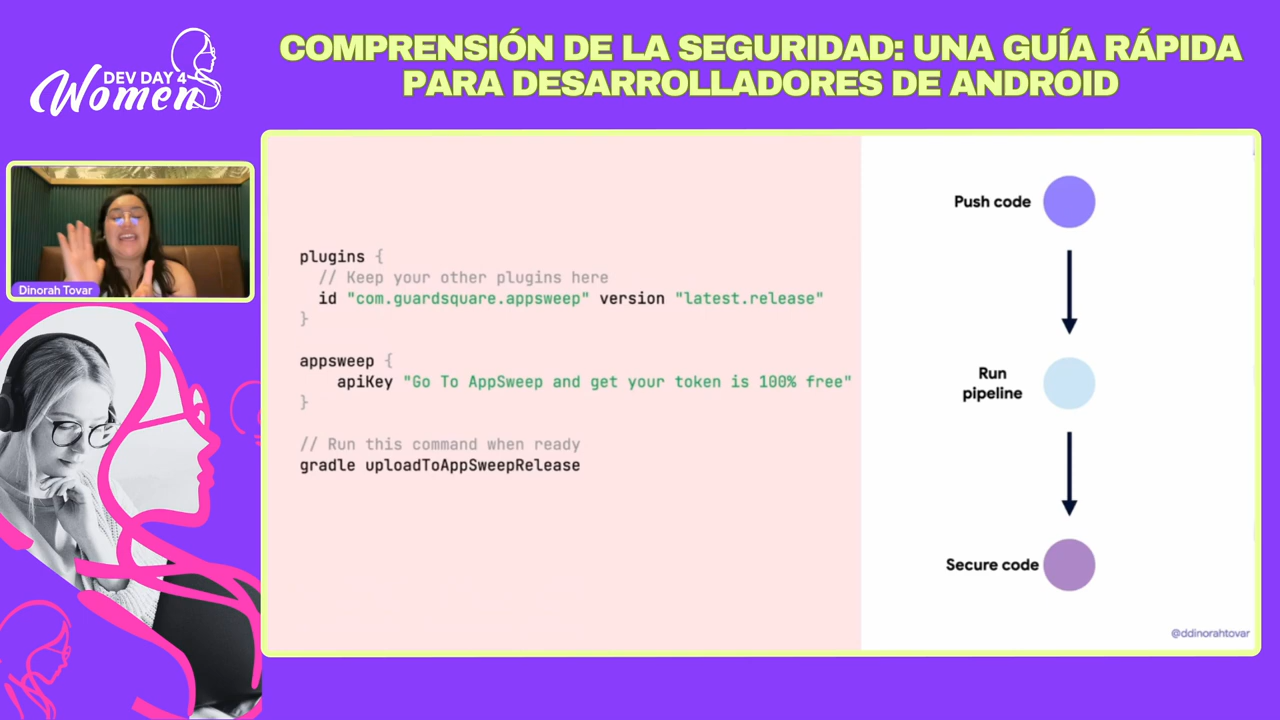 DEV DAY 4
Women
COMPRENSIÓN DE LA SEGURIDAD: UNA GUÍA RÁPIDA
PARA DESARROLLADORES DE ANDROID
Dinorah Tovar
plugins {
// Keep your other plugins here
id "com.guardsquare.appsweep" version "latest.release"
}
appsweep {
apiKey "Go To AppSweep and get your token is 100% free"
}
// Run this command when ready
gradle uploadToAppSweepRelease
Push code
Run
pipeline
Secure code
@ddinorahtovar